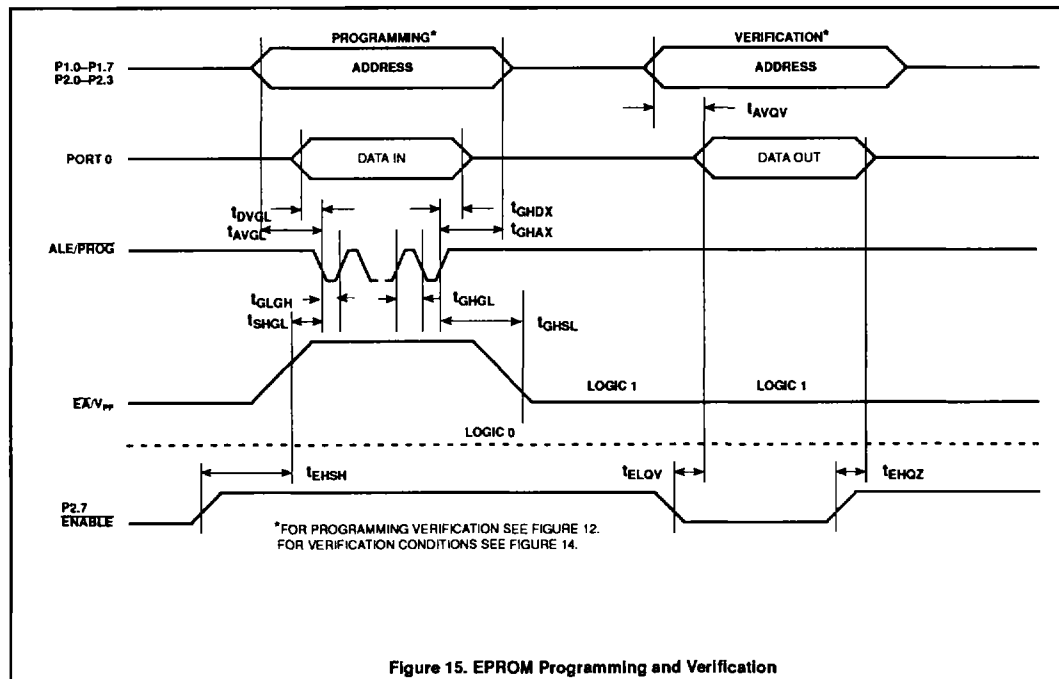 PROGRAMMING*
VERIFICATION*
P1.0–P1.7
P2.0–P2.3
ADDRESS
ADDRESS
tAVQV
PORT 0
DATA IN
DATA OUT
tDVGL
tGHDX
tAVGL
tGHAX
ALE/PROG
tGLGH
tGHGL
tSHGL
tGHSL
LOGIC 1
LOGIC 1
EA/VPP
LOGIC 0
tEHSH
tELQV
tEHQZ
P2.7
ENABLE
*FOR PROGRAMMING VERIFICATION SEE FIGURE 12.
FOR VERIFICATION CONDITIONS SEE FIGURE 14.
Figure 15. EPROM Programming and Verification